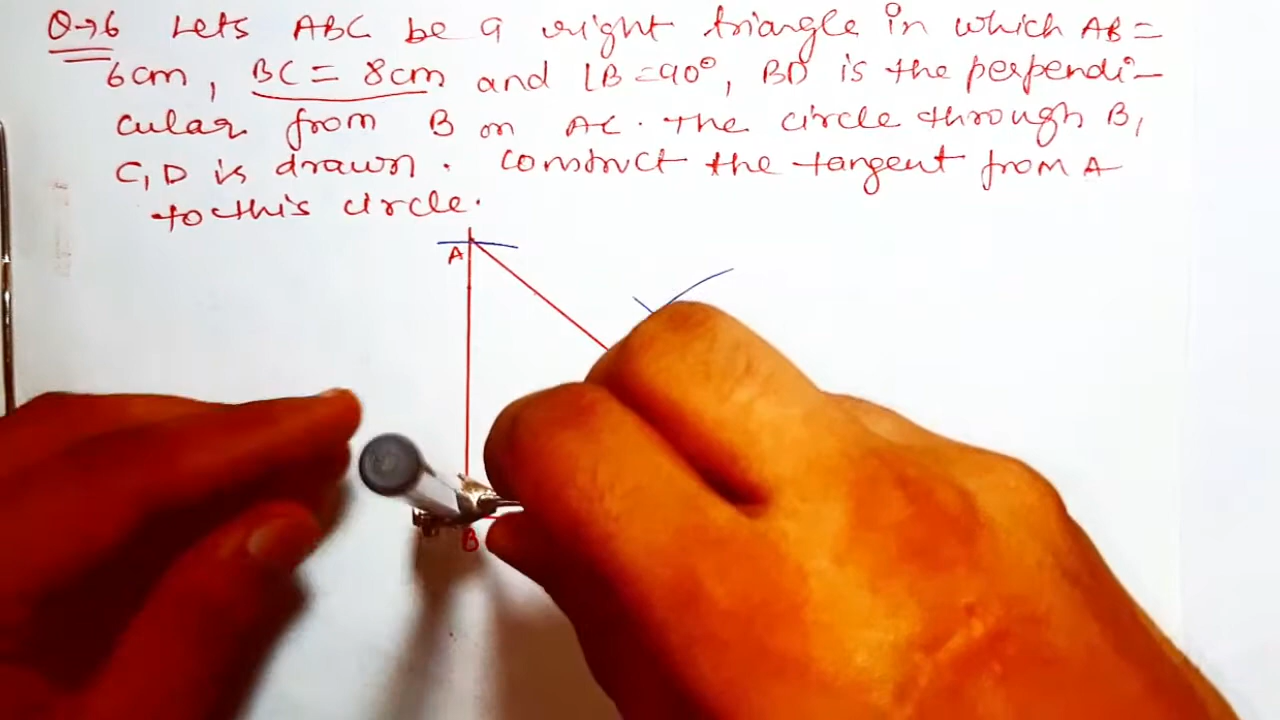 Q→6 Lets ABC be a right triangle in which AB =
6cm, BC = 8cm and LB = 90°, BD is the perpendi-
cular from B on AC. The circle through B,
C,D is drawn. construct the tangent from A
to this circle.
A
B